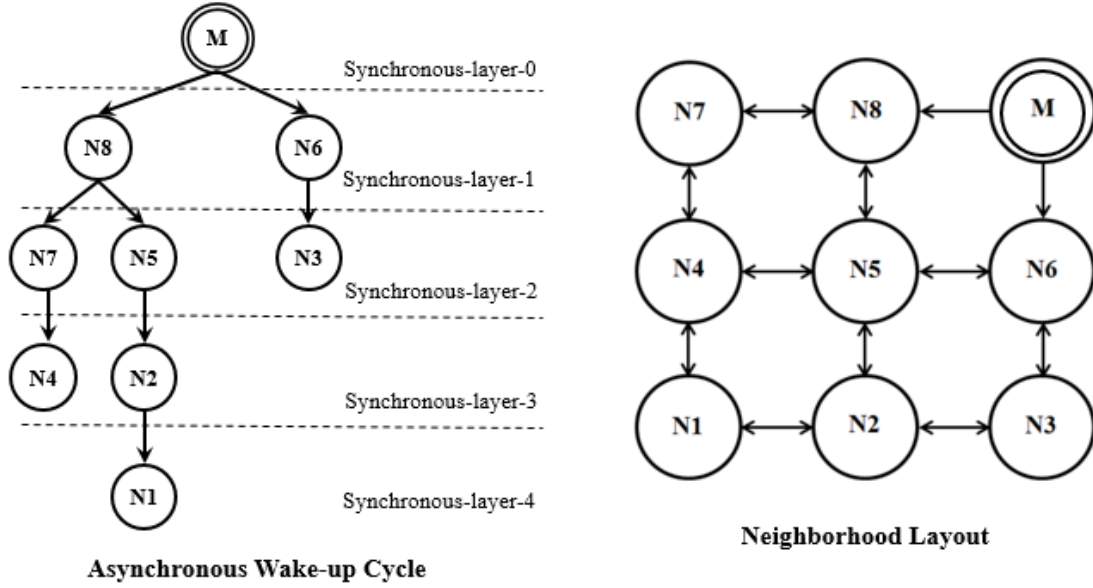 M
Synchronous-layer-0
N8
N6
Synchronous-layer-1
N7
N5
N3
Synchronous-layer-2
N4
N2
Synchronous-layer-3
N1
Synchronous-layer-4
Asynchronous Wake-up Cycle
N7
N8
M
N4
N5
N6
N1
N2
N3
Neighborhood Layout